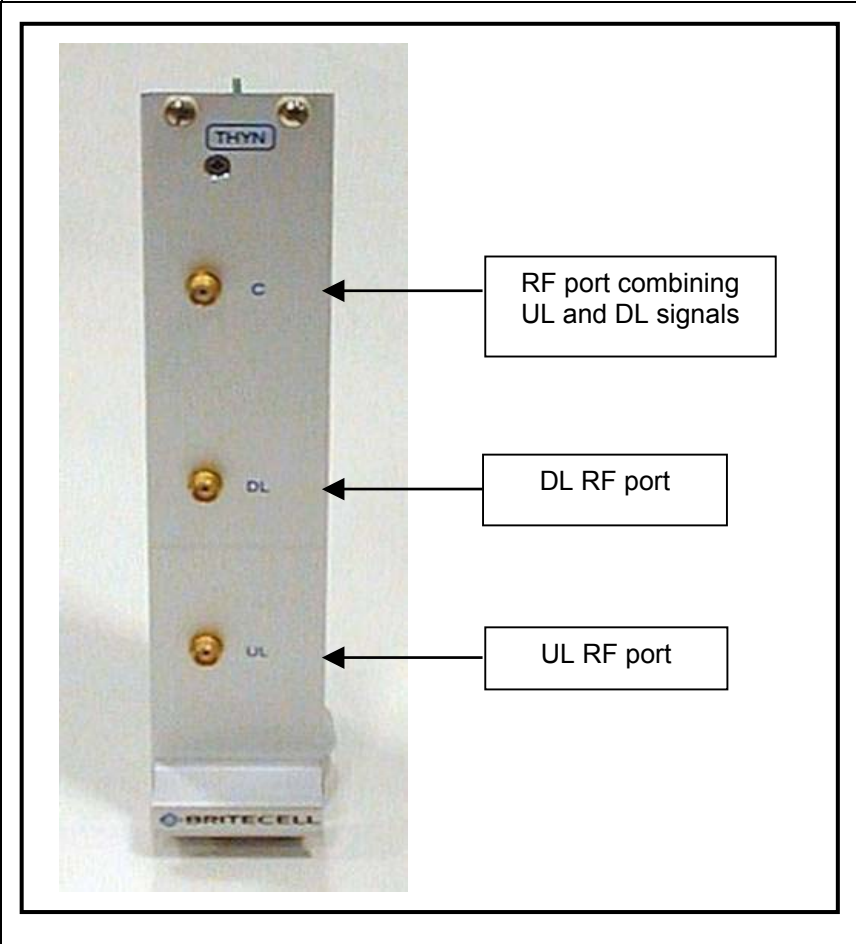 THYN
C
RF port combining
UL and DL signals
DL
DL RF port
UL
UL RF port
BRITECELL